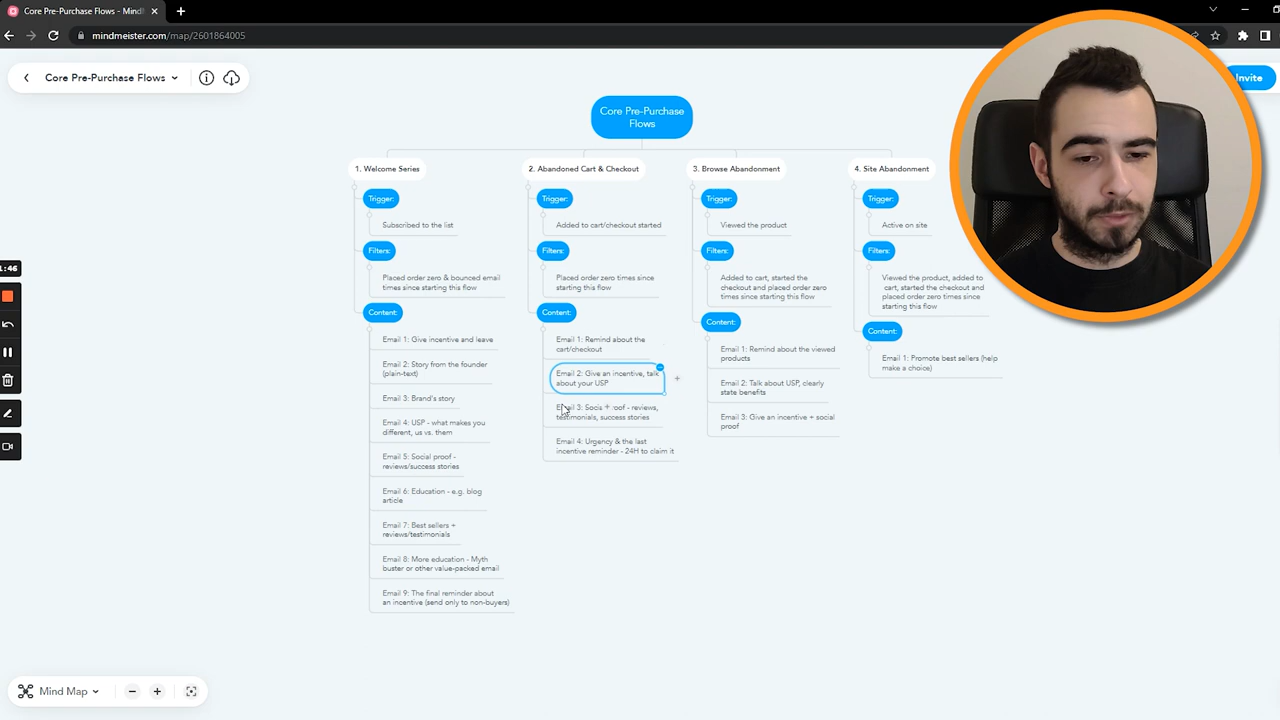 Core Pre-Purchase Flows - Mind
mindmeister.com/map/2601864005
Core Pre-Purchase Flows
Invite
Core Pre-Purchase
Flows
1. Welcome Series
Trigger:
Subscribed to the list
Filters:
Placed order zero & bounced email
times since starting this flow
Content:
Email 1: Give incentive and leave
Email 2: Story from the founder
(plain-text)
Email 3: Brand's story
Email 4: USP - what makes you
different, us vs. them
Email 5: Social proof -
reviews/success stories
Email 6: Education - e.g. blog
article
Email 7: Best sellers +
reviews/testimonials
Email 8: More education - Myth
buster or other value-packed email
Email 9: The final reminder about
an incentive (send only to non-buyers)
2. Abandoned Cart & Checkout
Trigger:
Added to cart/checkout started
Filters:
Placed order zero times since
starting this flow
Content:
Email 1: Remind about the
cart/checkout
Email 2: Give an incentive, talk
about your USP
3: proof - reviews,
testimonials, success stories
Email 4: Urgency & the last
incentive reminder - 24H to claim it
3. Browse Abandonment
Trigger:
Viewed the product
Filters:
Added to cart, started the
checkout and placed order zero
times since starting this flow
Content:
Email 1: Remind about the viewed
products
Email 2: Talk about USP, clearly
state benefits
Email 3: Give an incentive + social
proof
4. Site Abandonment
Trigger:
Active on site
Filters:
Viewed the product, added to
cart, started the checkout and
placed order zero times since
starting this flow
Content:
Email 1: Promote best sellers (help
make a choice)
1:46
Mind Map